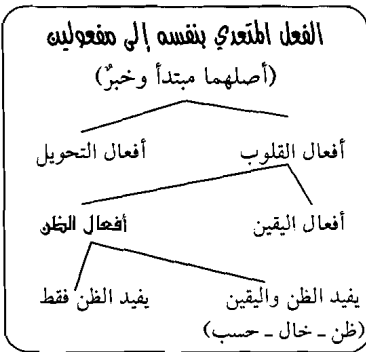 الفعل المتعدي بنفسه إلى مفعولين
(أصلهما مبتدأ وخبرٌ)
أفعال القلوب أفعال التحويل
أفعال اليقين أفعال الظن
يفيد الظن واليقين يفيد الظن فقط
(ظن - خال - حسب)